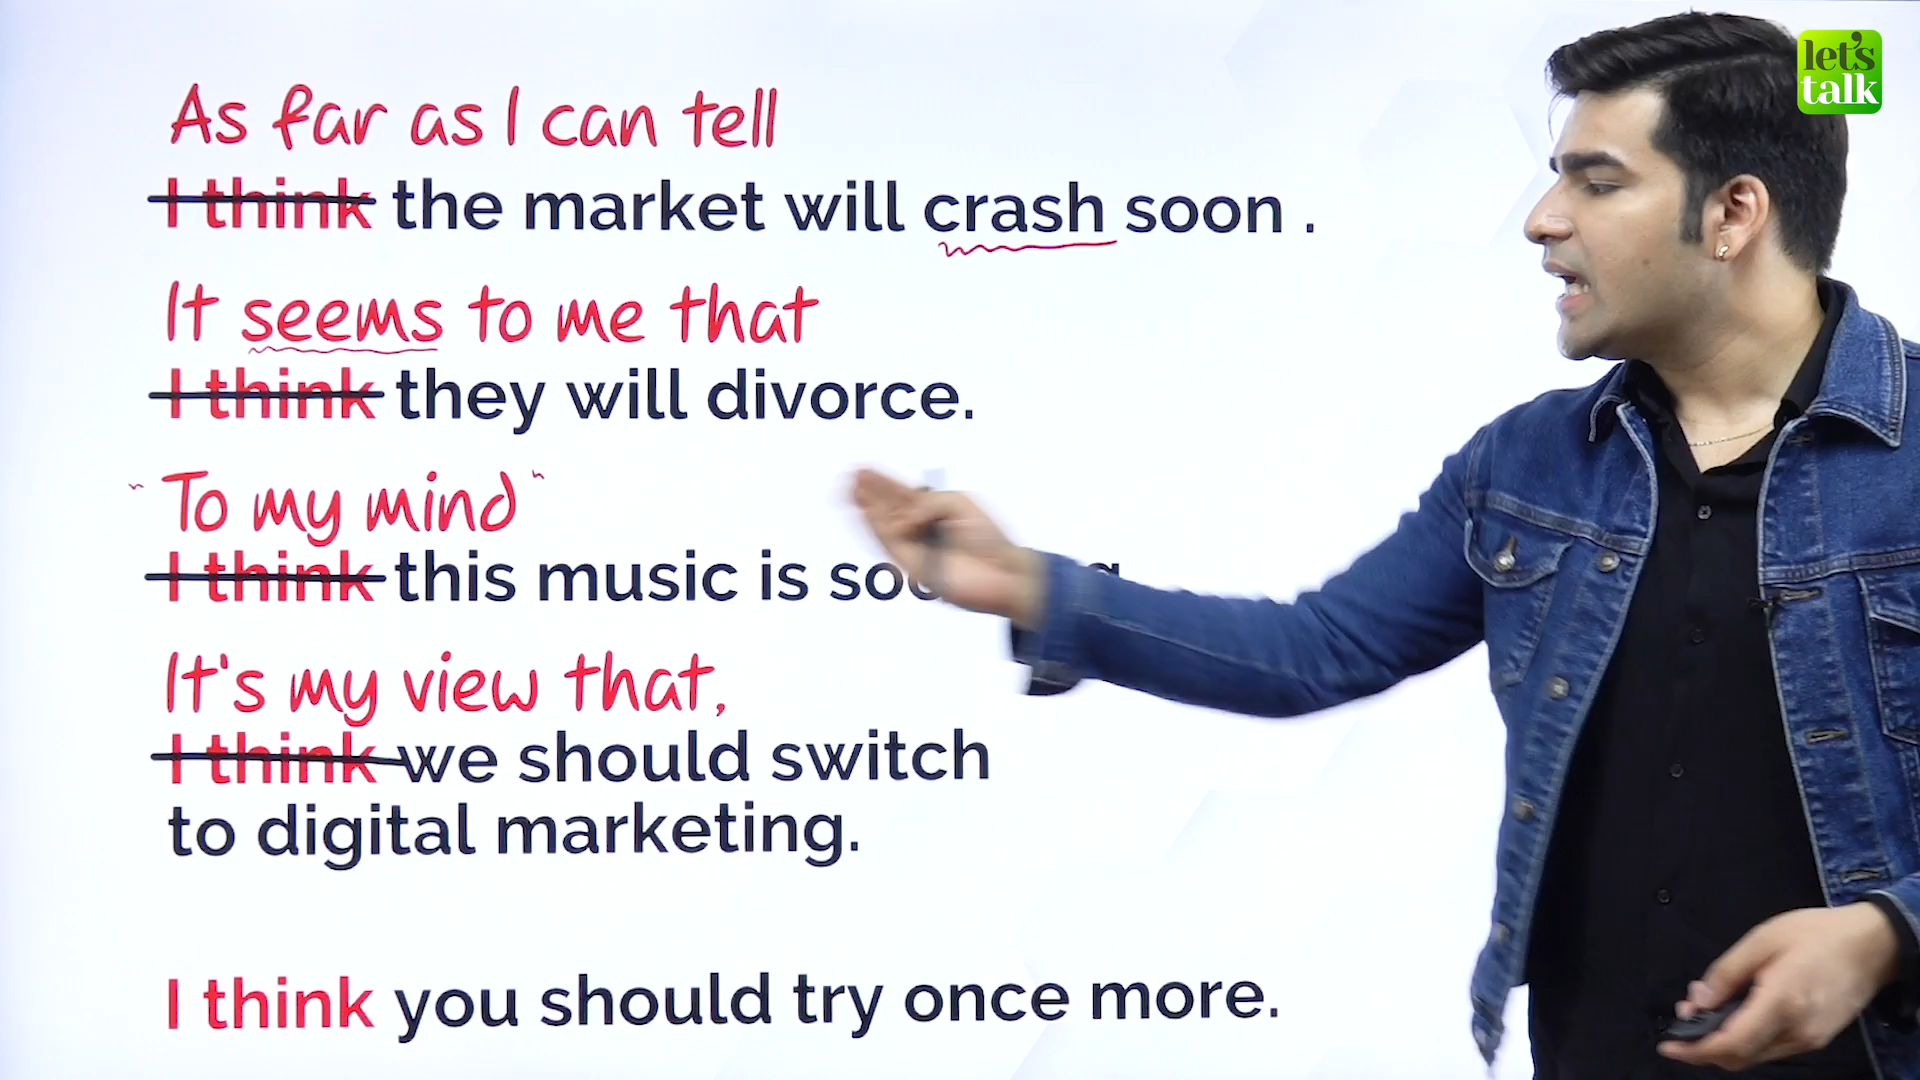 let's
talk
As far as I can tell
I think the market will crash soon .
It seems to me that
I think they will divorce.
"To my mind"
I think this music is
It's my view that,
I think we should switch
to digital marketing.
I think you should try once more.